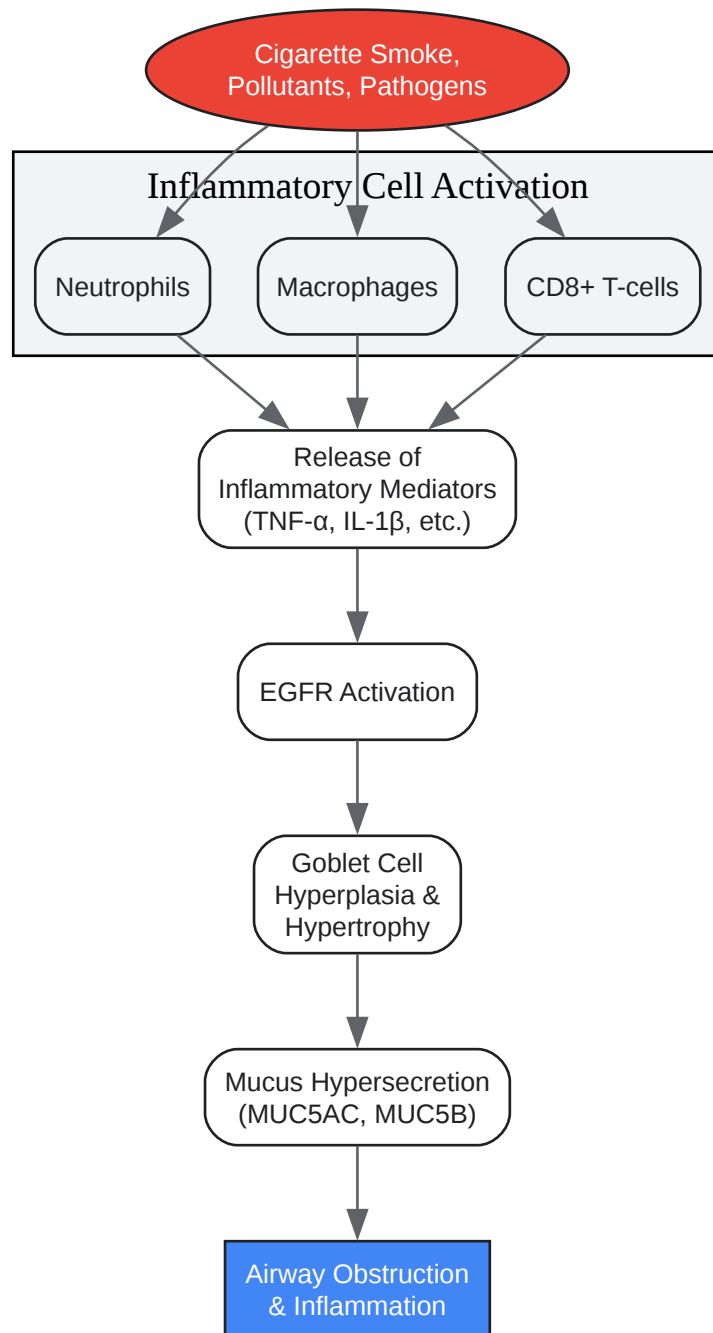 Cigarette Smoke,
Pollutants, Pathogens
Inflammatory Cell Activation
Neutrophils
Macrophages
CD8+ T-cells
Release of
Inflammatory Mediators
(TNF-α, IL-1β, etc.)
EGFR Activation
Goblet Cell
Hyperplasia &
Hypertrophy
Mucus Hypersecretion
(MUC5AC, MUC5B)
Airway Obstruction
& Inflammation